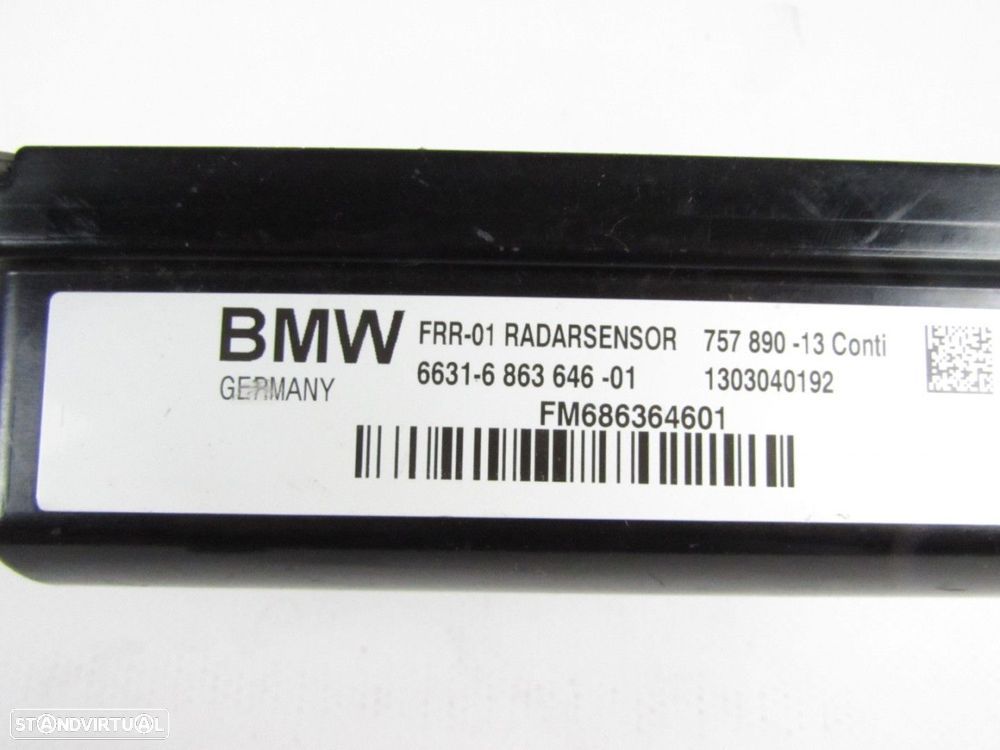 BMW FRR-01 RADARSENSOR 757 890 -13 Conti
GERMANY 6631-6 863 646 -01 1303040192
FM686364601
STANDVIRTUAL